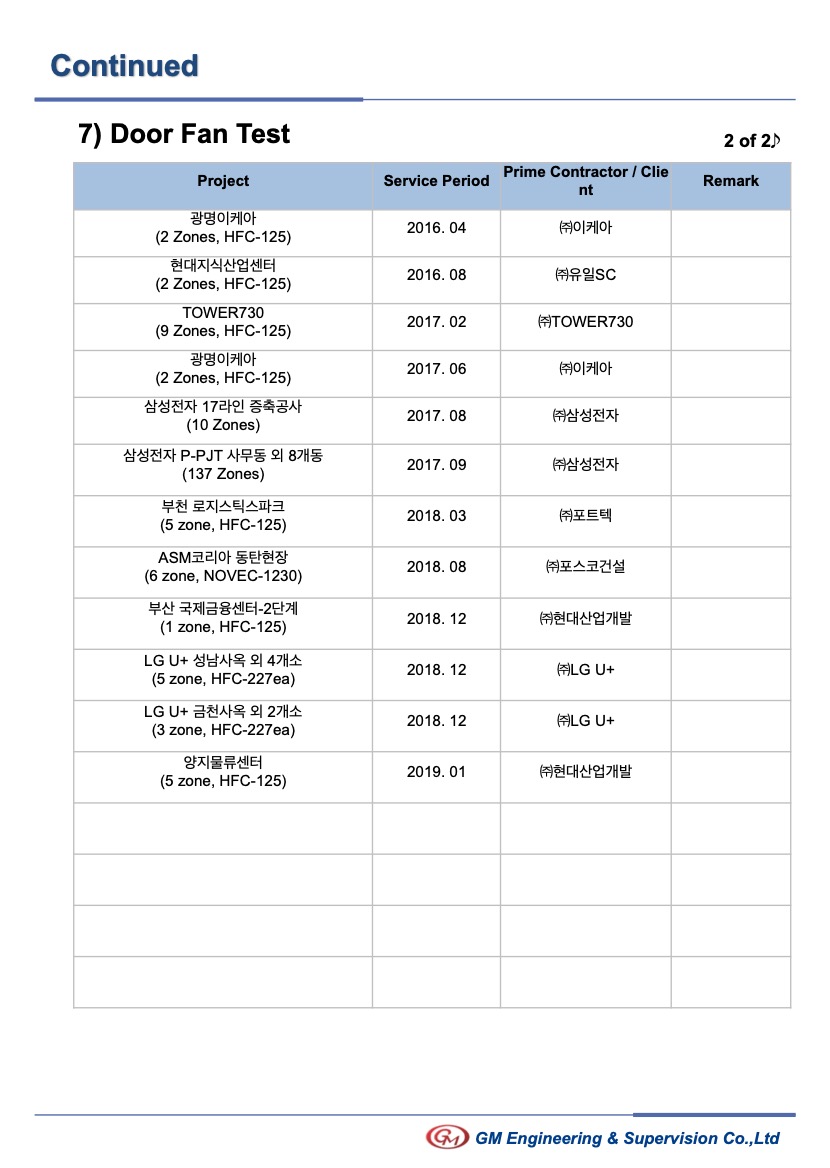 Continued
7) Door Fan Test
2 of 2♪
Project
Service Period
Prime Contractor / Clie
nt
Remark
광명이케아
(2 Zones, HFC-125)
2016. 04
㈜이케아
현대지식산업센터
(2 Zones, HFC-125)
2016. 08
㈜유일SC
TOWER730
(9 Zones, HFC-125)
2017. 02
㈜TOWER730
광명이케아
(2 Zones, HFC-125)
2017. 06
㈜이케아
삼성전자 17라인 증축공사
(10 Zones)
2017. 08
㈜삼성전자
삼성전자 P-PJT 사무동 외 8개동
(137 Zones)
2017. 09
㈜삼성전자
부천 로지스틱스파크
(5 zone, HFC-125)
2018. 03
㈜포트텍
ASM코리아 동탄현장
(6 zone, NOVEC-1230)
2018. 08
㈜포스코건설
부산 국제금융센터-2단계
(1 zone, HFC-125)
2018. 12
㈜현대산업개발
LG U+ 성남사옥 외 4개소
(5 zone, HFC-227ea)
2018. 12
㈜LG U+
LG U+ 금천사옥 외 2개소
(3 zone, HFC-227ea)
2018. 12
㈜LG U+
양지물류센터
(5 zone, HFC-125)
2019. 01
㈜현대산업개발
GM GM Engineering & Supervision Co.,Ltd